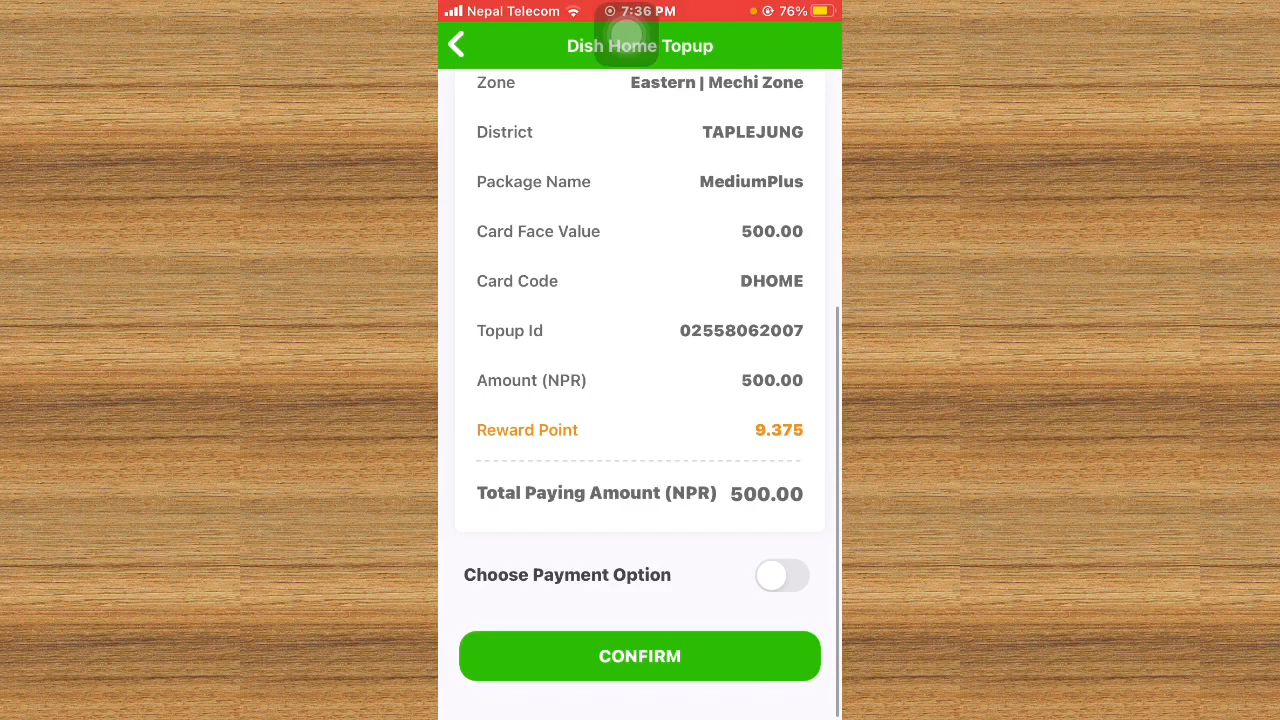 Nepal Telecom 7:36 PM 76%
Dish Home Topup
Zone Eastern | Mechi Zone
District TAPLEJUNG
Package Name MediumPlus
Card Face Value 500.00
Card Code DHOME
Topup Id 02558062007
Amount (NPR) 500.00
Reward Point 9.375
Total Paying Amount (NPR) 500.00
Choose Payment Option
CONFIRM